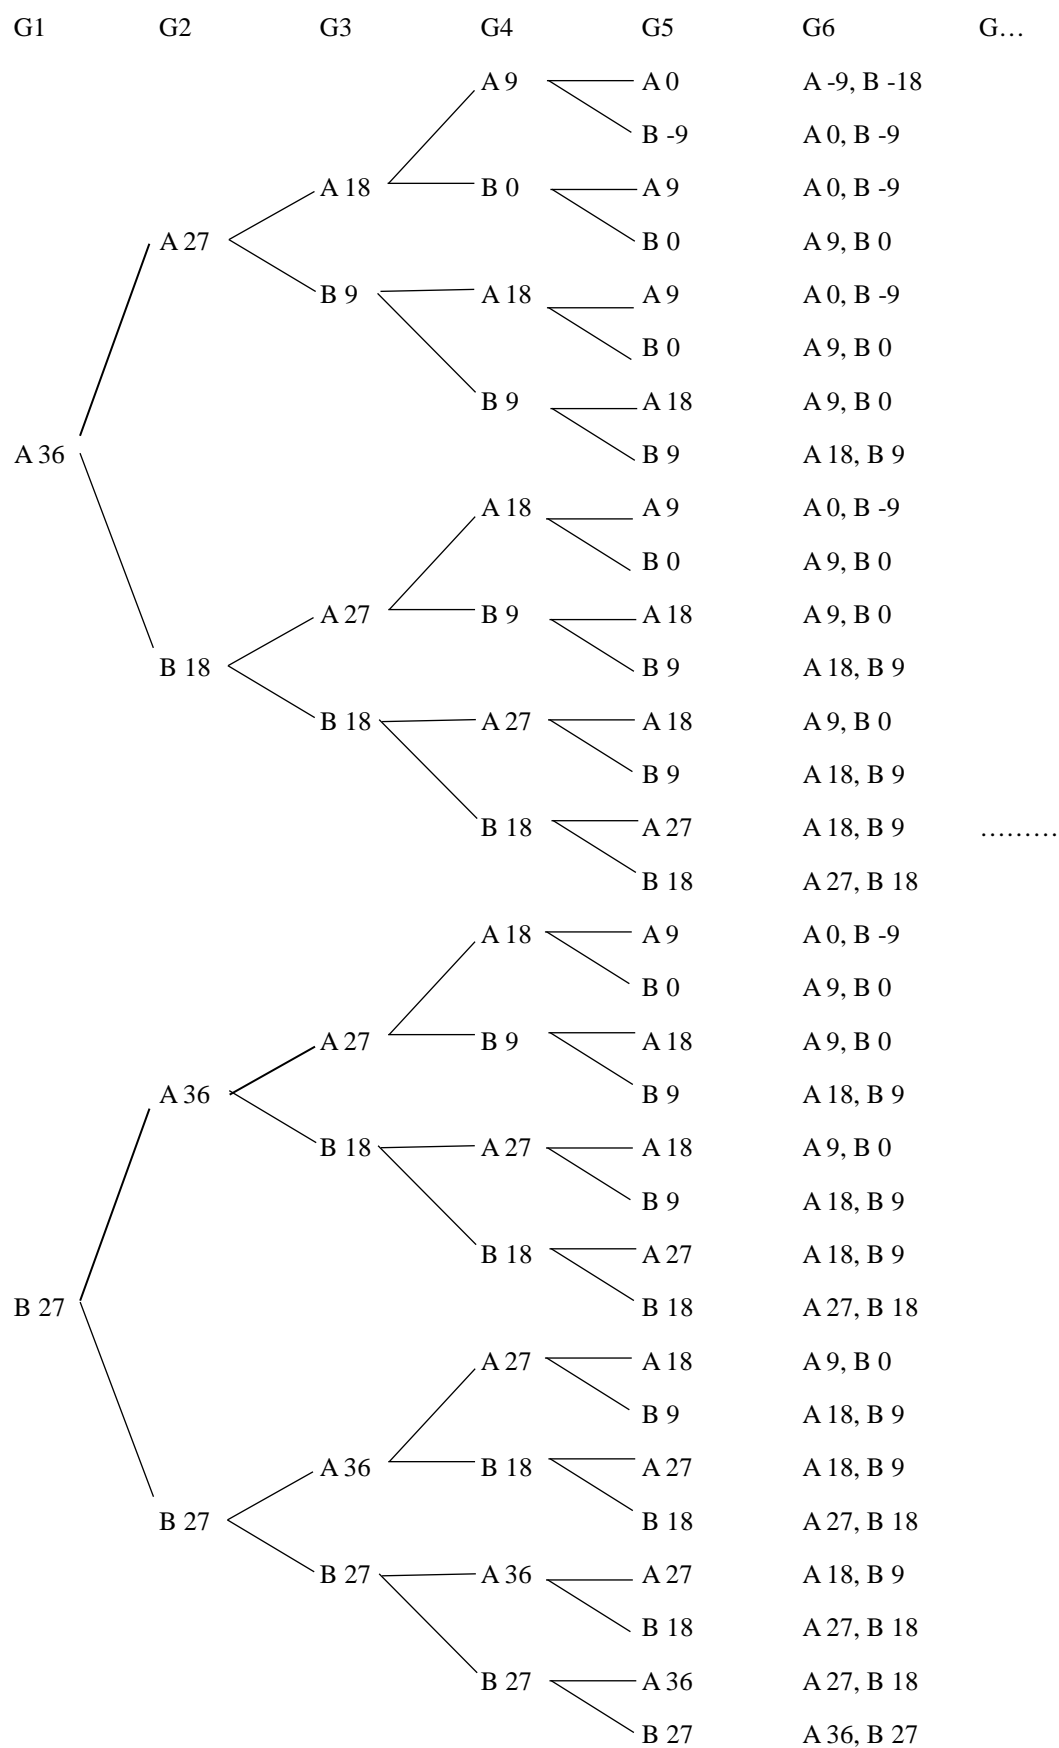 G1 G2 G3 G4 G5 G6 G…
A 9 A 0 A -9, B -18
B -9 A 0, B -9
A 18 B 0 A 9 A 0, B -9
A 27 B 0 A 9, B 0
B 9 A 18 A 9 A 0, B -9
B 0 A 9, B 0
B 9 A 18 A 9, B 0
A 36 B 9 A 18, B 9
A 18 A 9 A 0, B -9
B 0 A 9, B 0
A 27 B 9 A 18 A 9, B 0
B 18 B 9 A 18, B 9
B 18 A 27 A 18 A 9, B 0
B 9 A 18, B 9
B 18 A 27 A 18, B 9 ………
B 18 A 27, B 18
A 18 A 9 A 0, B -9
B 0 A 9, B 0
A 27 B 9 A 18 A 9, B 0
A 36 B 9 A 18, B 9
B 18 A 27 A 18 A 9, B 0
B 9 A 18, B 9
B 18 A 27 A 18, B 9
B 27 B 18 A 27, B 18
A 27 A 18 A 9, B 0
B 9 A 18, B 9
A 36 B 18 A 27 A 18, B 9
B 27 B 18 A 27, B 18
B 27 A 36 A 27 A 18, B 9
B 18 A 27, B 18
B 27 A 36 A 27, B 18
B 27 A 36, B 27